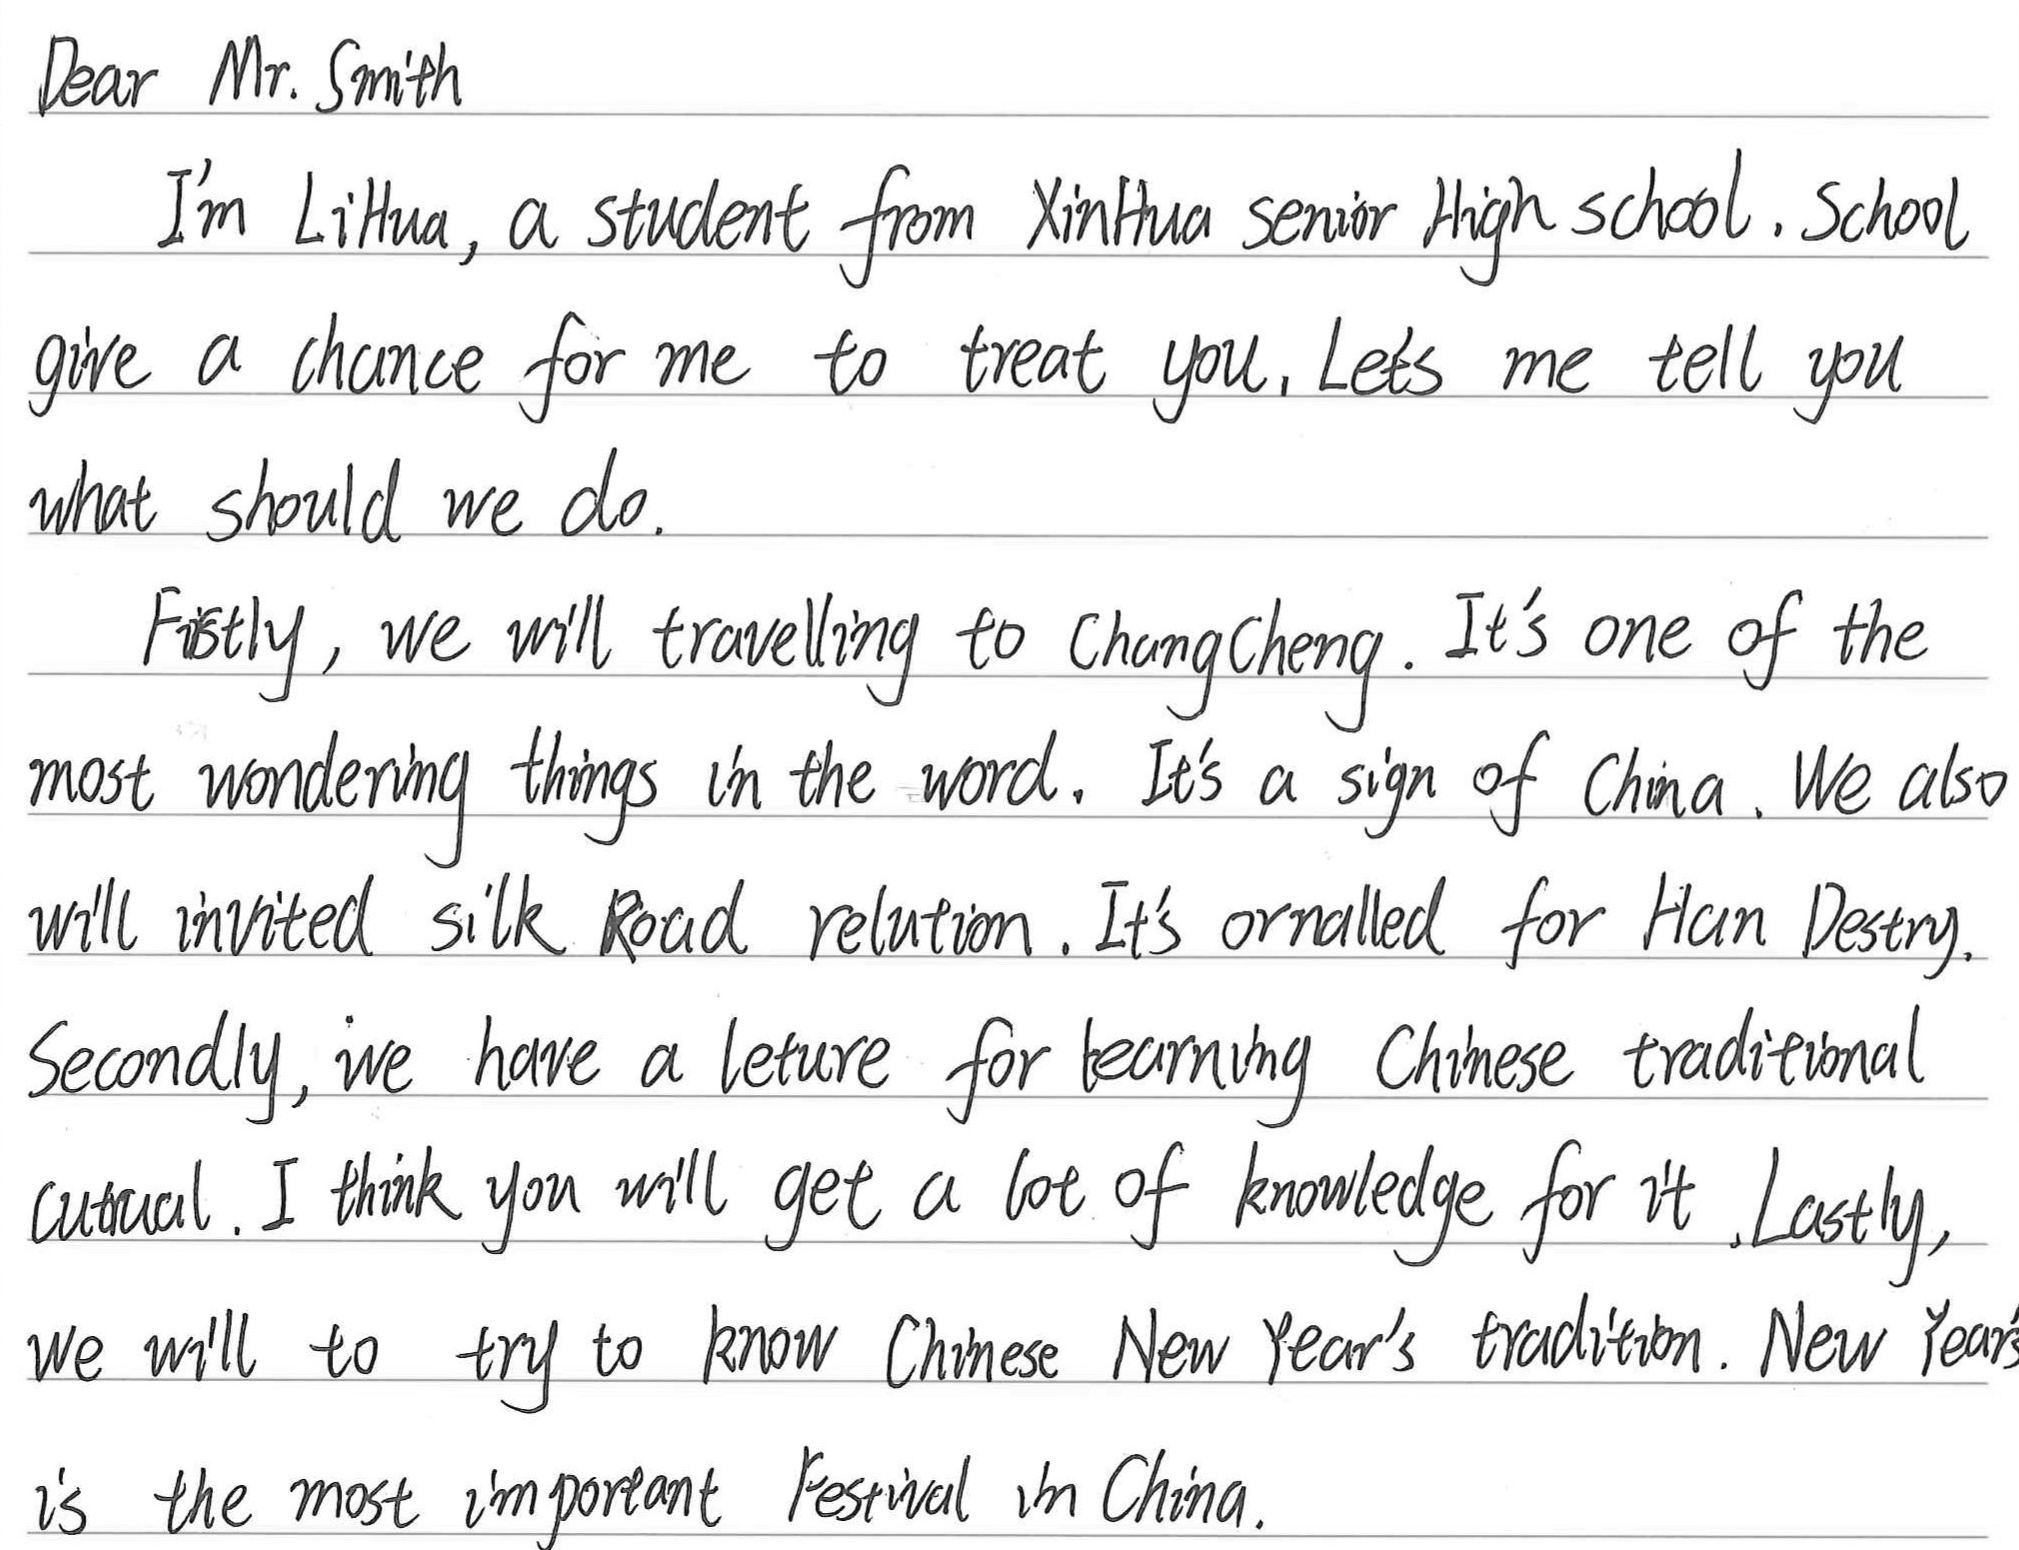 Dear Mr. Smith
I'm LiHua, a student from XinHua senior High school. School
give a chance for me to treat you. Let's me tell you
what should we do.
Fistly, we will travelling to ChangCheng. It's one of the
most wondering things in the word. It's a sign of China. We also
will invited silk Road relution. It's ornalled for Han Destry.
Secondly, we have a leture for learning Chinese traditional
cutual. I think you will get a lot of knowledge for it. Lastly,
we will to try to know Chinese New Year's tradition. New Year's
is the most important Festival in China.